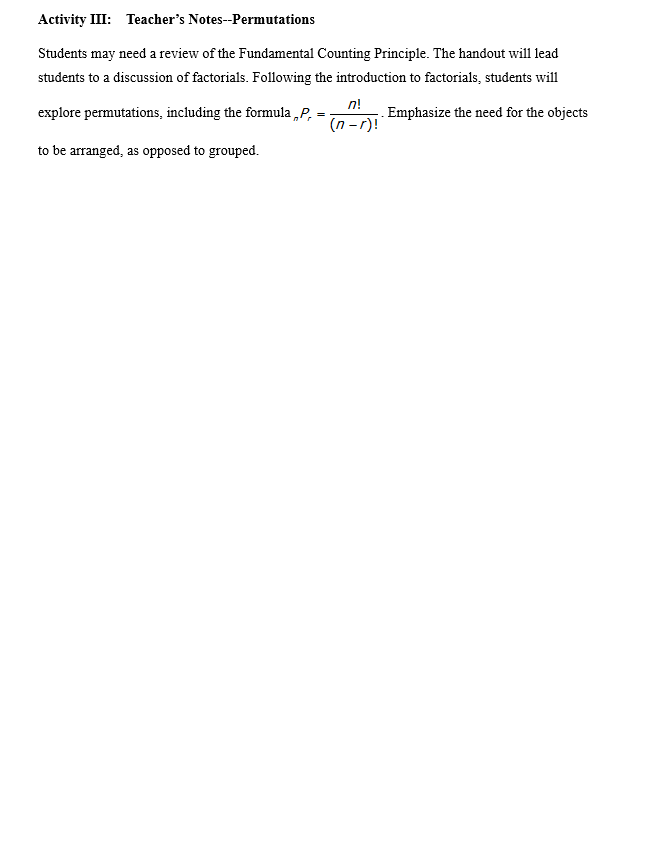 Activity III: Teacher's Notes--Permutations
Students may need a review of the Fundamental Counting Principle. The handout will lead
students to a discussion of factorials. Following the introduction to factorials, students will
explore permutations, including the formula ₙPᵣ = n!/(n − r)! . Emphasize the need for the objects
to be arranged, as opposed to grouped.